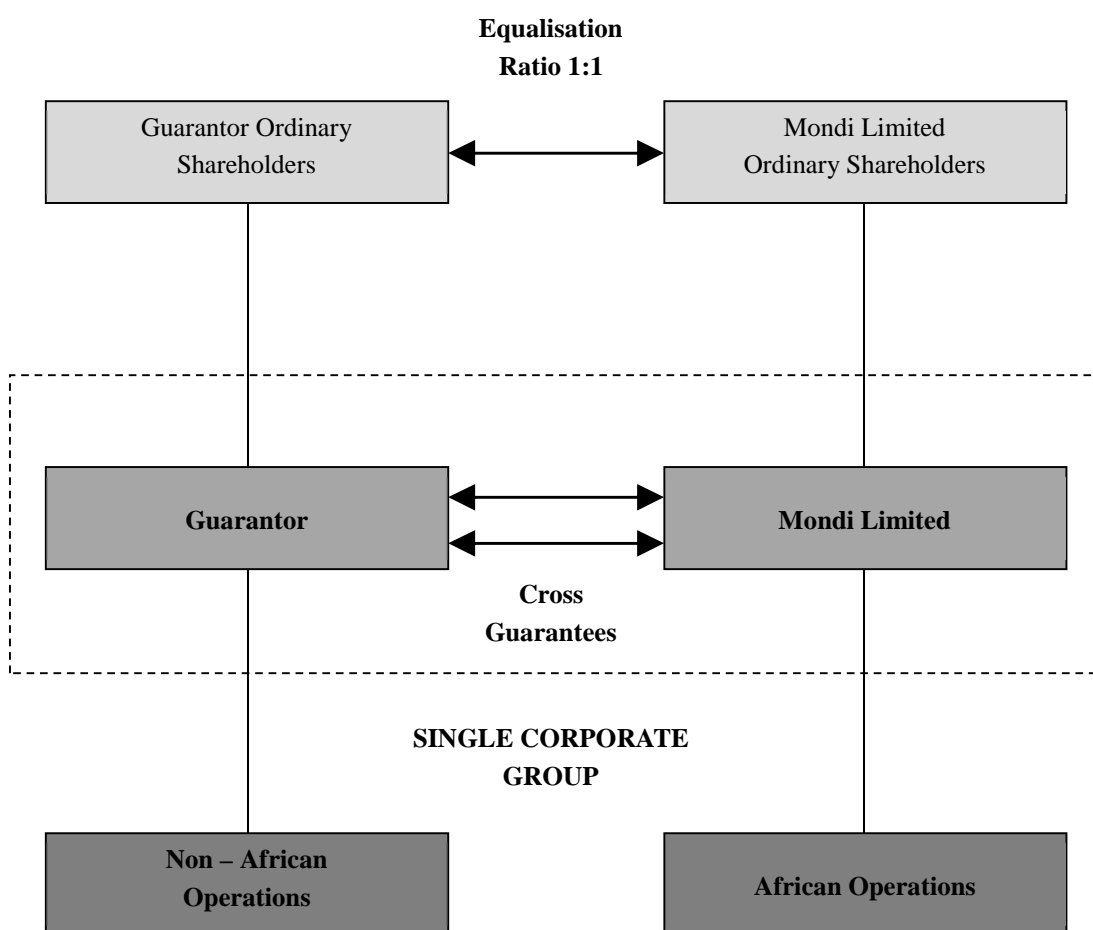 Equalisation
Ratio 1:1
Guarantor Ordinary
Shareholders
Mondi Limited
Ordinary Shareholders
Guarantor
Mondi Limited
Cross
Guarantees
SINGLE CORPORATE
GROUP
Non – African
Operations
African Operations